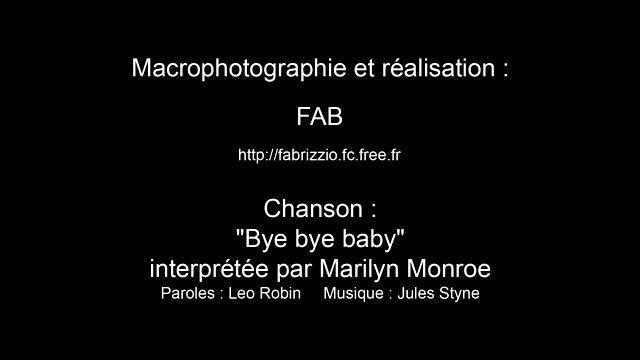 Macrophotographie et réalisation :
FAB
http://fabrizzio.fc.free.fr
Chanson :
"Bye bye baby"
interprétée par Marilyn Monroe
Paroles : Leo Robin Musique : Jules Styne